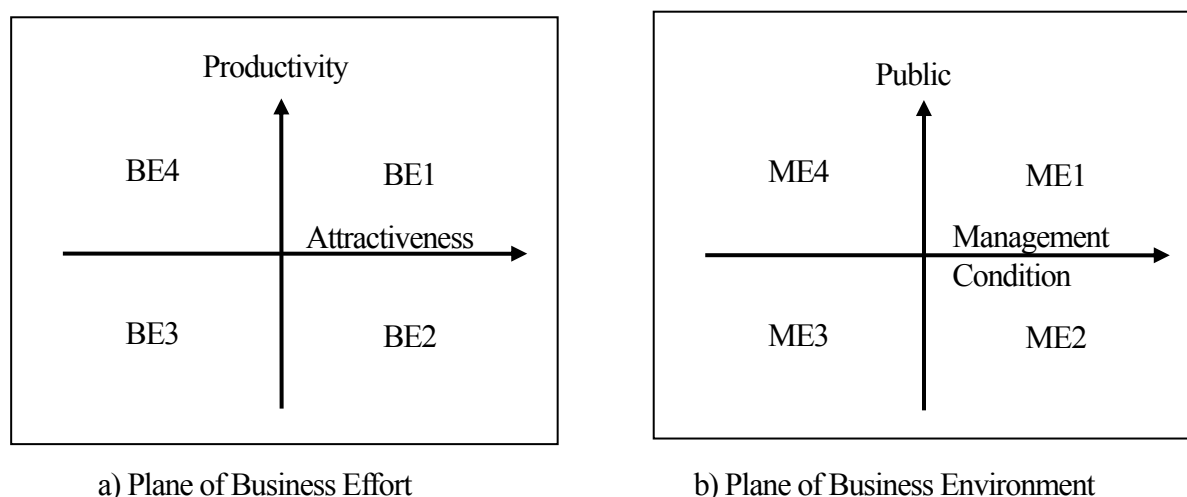 Productivity
BE4
BE1
Attractiveness
BE3
BE2
a) Plane of Business Effort
Public
ME4
ME1
Management
Condition
ME3
ME2
b) Plane of Business Environment